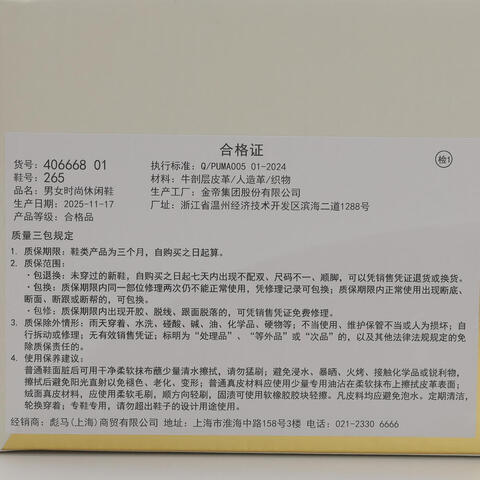 合格证
检1
货号: 406668 01
鞋号: 265
品名: 男女时尚休闲鞋
生产日期: 2025-11-17
产品等级: 合格品
执行标准: Q/PUMA005 01-2024
材料: 牛剖层皮革/人造革/织物
生产工厂: 金帝集团股份有限公司
厂址: 浙江省温州经济技术开发区滨海二道1288号
质量三包规定
1. 质保期限: 鞋类产品为三个月，自购买之日起算。
2. 质保范围:
·包退换: 未穿过的新鞋，自购买之日起七天内出现不配双、尺码不一、顺脚，可以凭销售凭证退货或换货。
·包换: 质保期限内同一部位修理两次仍不能正常使用，凭修理记录可包换; 质保期限内正常使用出现断底、
断面、断跟或断帮的，可包换。
·包修: 质保期内出现开胶、脱线、跟面脱落的，可凭销售凭证免费修理。
3. 质保除外情形: 雨天穿着、水洗、碰酸、碱、油、化学品、硬物等; 不当使用、维护保管不当或人为损坏; 自
行拆动或修理; 无有效销售凭证; 标明为“处理品”、“等外品”或“次品”的，以及其他法律法规规定的免
除质保责任的。
4. 使用保养建议:
普通鞋面脏后可用干净柔软抹布蘸少量清水擦拭，请勿猛刷; 避免浸水、暴晒、火烤、接触化学品或锐利物，
擦拭后避免阳光直射以免褪色、老化、变形; 普通真皮材料应使用少量专用油沾在柔软抹布上擦拭皮革表面;
绒面真皮材料，应使用柔软毛刷，顺方向轻刷，固渍可使用软橡胶胶块轻擦。凡皮料均应避免泡水。定期清洁，
轮换穿着; 专鞋专用，请勿超出鞋子的设计用途使用。
经销商: 彪马(上海)商贸有限公司 地址: 上海市淮海中路158号3楼 电话: 021-2330 6666